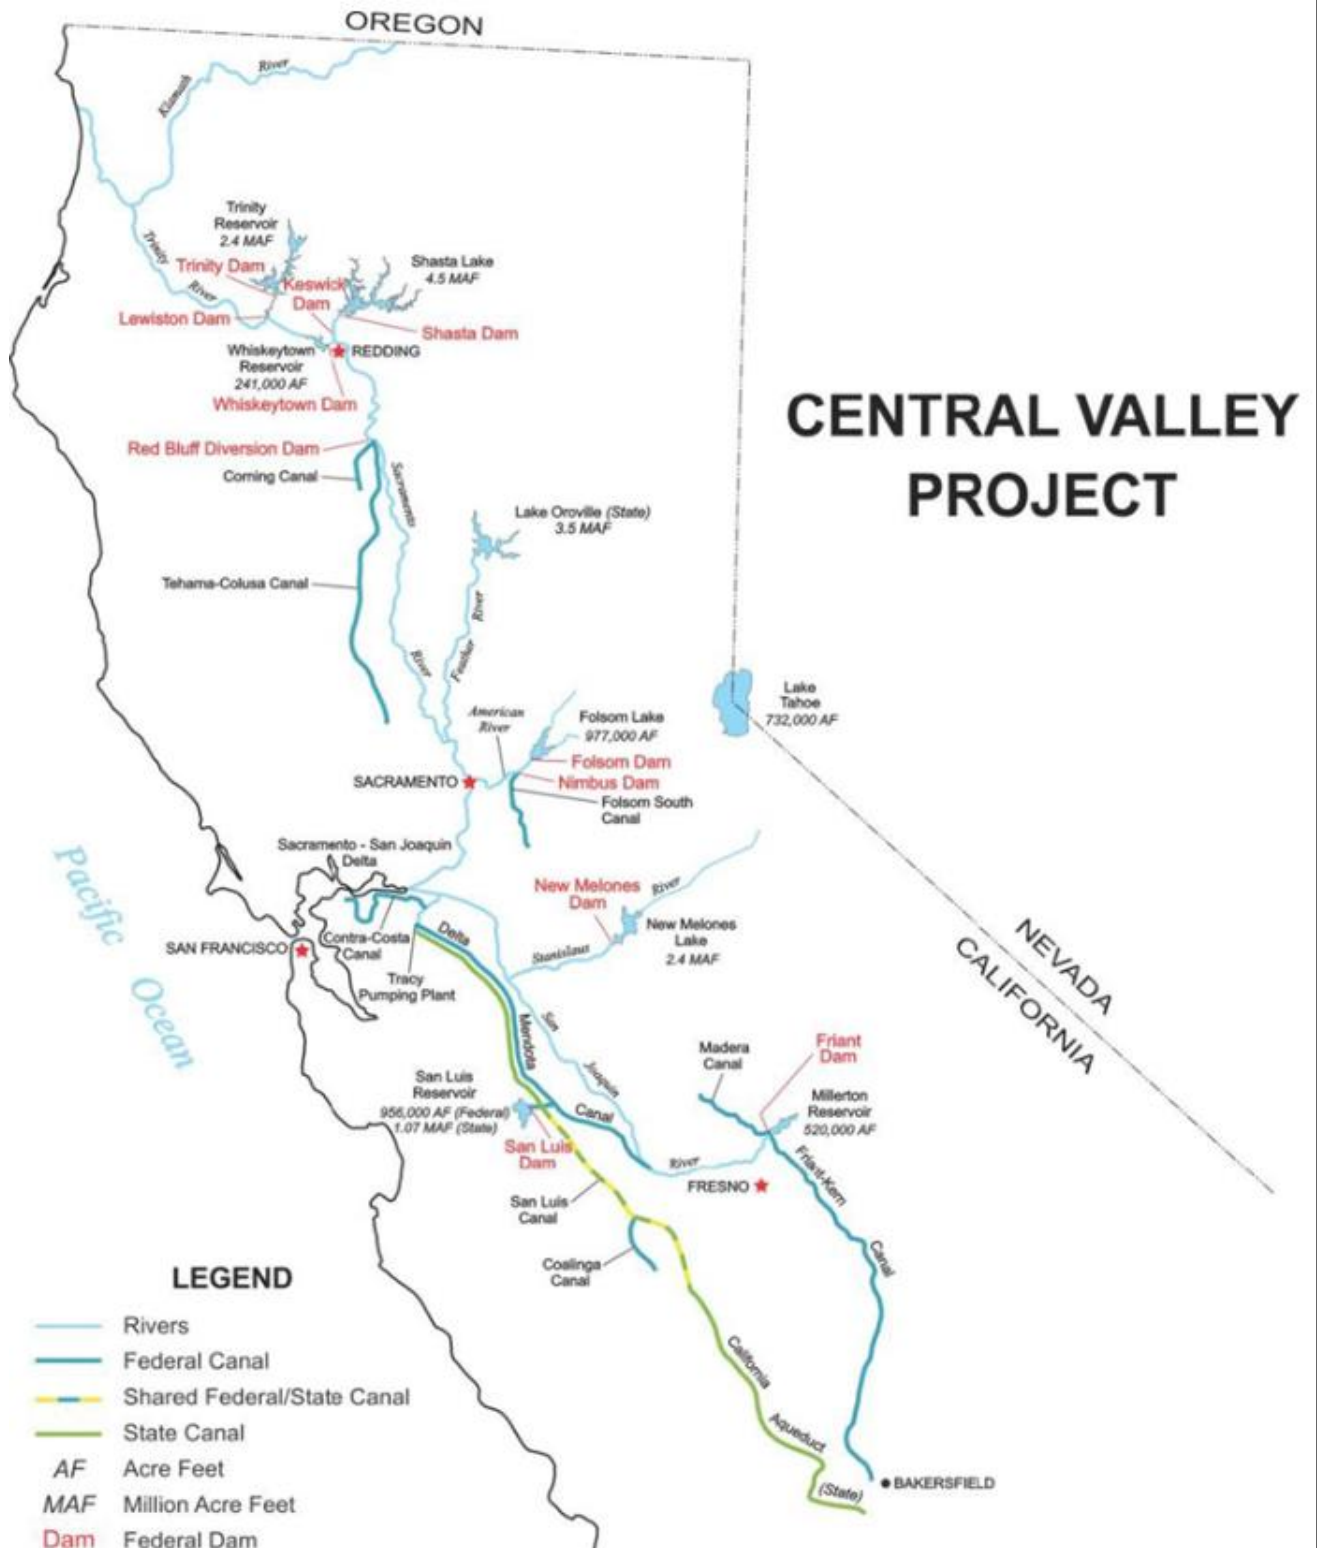 OREGON
Klamath
River
Trinity
Reservoir
2.4 MAF
Trinity
River
Trinity Dam
Keswick
Dam
Shasta Lake
4.5 MAF
Lewiston Dam
Shasta Dam
Whiskeytown
Reservoir
241,000 AF
REDDING
Whiskeytown Dam
CENTRAL VALLEY
PROJECT
Red Bluff Diversion Dam
Corning Canal
Sacramento
River
Lake Oroville (State)
3.5 MAF
Tehama-Colusa Canal
Feather
River
American
River
Folsom Lake
977,000 AF
Lake
Tahoe
732,000 AF
Folsom Dam
SACRAMENTO
Nimbus Dam
Folsom South
Canal
Sacramento - San Joaquin
Delta
Pacific
Ocean
New Melones
Dam
Stanislaus
River
New Melones
Lake
2.4 MAF
SAN FRANCISCO
Contra-Costa
Canal
Delta
Mendota
Canal
Tracy
Pumping Plant
NEVADA
CALIFORNIA
San
Joaquin
River
Madera
Canal
Friant
Dam
Millerton
Reservoir
520,000 AF
San Luis
Reservoir
956,000 AF (Federal)
1.07 MAF (State)
San Luis
Dam
FRESNO
Friant-Kern
Canal
San Luis
Canal
Coalinga
Canal
California
Aqueduct
(State)
BAKERSFIELD
LEGEND
Rivers
Federal Canal
Shared Federal/State Canal
State Canal
AF Acre Feet
MAF Million Acre Feet
Dam Federal Dam